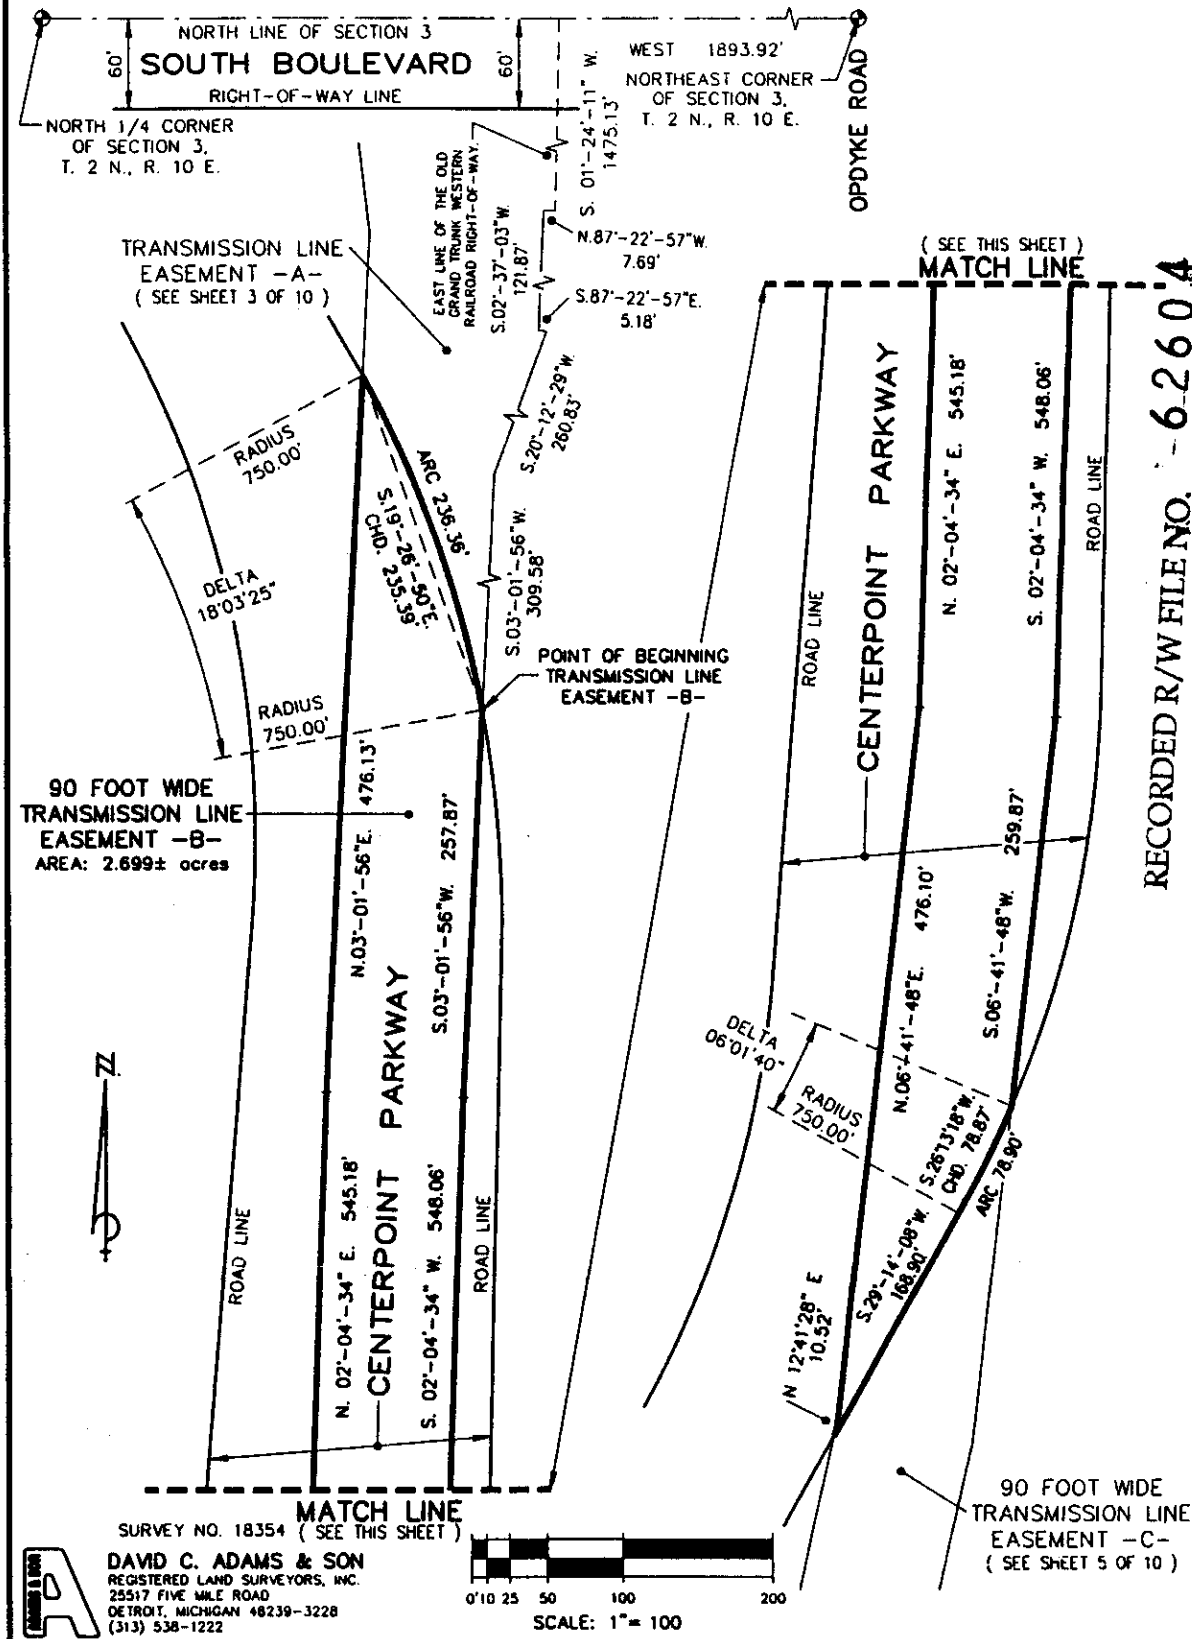 NORTH LINE OF SECTION 3
60'
SOUTH BOULEVARD
60'
RIGHT-OF-WAY LINE
NORTH 1/4 CORNER
OF SECTION 3,
T. 2 N., R. 10 E.
WEST 1893.92'
NORTHEAST CORNER
OF SECTION 3,
T. 2 N., R. 10 E.
OPDYKE ROAD
S. 01°-24'-11" W.
1475.13'
EAST LINE OF THE OLD
GRAND TRUNK WESTERN
RAILROAD RIGHT-OF-WAY.
S.02°-37'-03"W.
121.87'
N.87°-22'-57"W.
7.69'
S.87°-22'-57"E.
5.18'
TRANSMISSION LINE
EASEMENT -A-
( SEE SHEET 3 OF 10 )
S.20°-12'-29"W.
260.83'
RADIUS
750.00'
ARC 236.36'
S.19°-26'-50"E.
CHD. 235.39'
DELTA
18°03'25"
S.03°-01'-56"W.
309.58'
POINT OF BEGINNING
TRANSMISSION LINE
EASEMENT -B-
RADIUS
750.00'
90 FOOT WIDE
TRANSMISSION LINE
EASEMENT -B-
AREA: 2.699± acres
N.03°-01'-56"E. 476.13'
S.03°-01'-56"W. 257.87'
CENTERPOINT PARKWAY
N. 02°-04'-34" E. 545.18'
S. 02°-04'-34" W. 548.06'
ROAD LINE
ROAD LINE
N.
MATCH LINE
( SEE THIS SHEET )
( SEE THIS SHEET )
MATCH LINE
RECORDED R/W FILE NO. -62604
ROAD LINE
CENTERPOINT PARKWAY
N. 02°-04'-34" E. 545.18'
S. 02°-04'-34" W. 548.06'
ROAD LINE
N.06°-41'-48"E. 476.10'
S.06°-41'-48"W. 259.87'
DELTA
06°01'40"
RADIUS
750.00'
S.26°13'18"W.
CHD. 78.87'
ARC 78.90'
S.29°-14'-08"W.
168.90'
N 12°41'28" E
10.52'
90 FOOT WIDE
TRANSMISSION LINE
EASEMENT -C-
( SEE SHEET 5 OF 10 )
SURVEY NO. 18354
ADAMS & SON
A
DAVID C. ADAMS & SON
REGISTERED LAND SURVEYORS, INC.
25517 FIVE MILE ROAD
DETROIT, MICHIGAN 48239-3228
(313) 538-1222
0'10 25 50 100 200
SCALE: 1"= 100